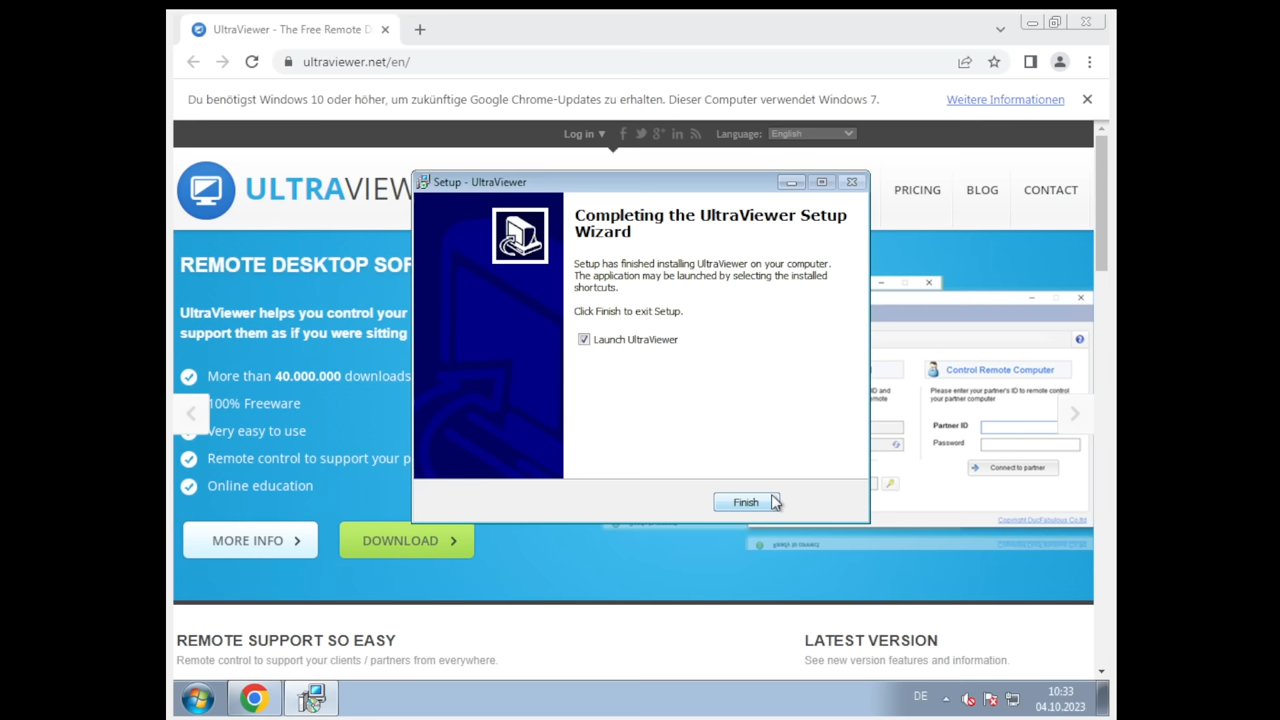 UltraViewer - The Free Remote D
ultraviewer.net/en/
Du benötigst Windows 10 oder höher, um zukünftige Google Chrome-Updates zu erhalten. Dieser Computer verwendet Windows 7.
Weitere Informationen
Log in ▼
Language:
English
ULTRAVIEW
PRICING
BLOG
CONTACT
Setup - UltraViewer
Completing the UltraViewer Setup
Wizard
Setup has finished installing UltraViewer on your computer.
The application may be launched by selecting the installed
shortcuts.
Click Finish to exit Setup.
Launch UltraViewer
Finish
REMOTE DESKTOP SOF
UltraViewer helps you control your
support them as if you were sitting
More than 40.000.000 downloads
100% Freeware
Very easy to use
Remote control to support your p
Online education
MORE INFO
DOWNLOAD
Control Remote Computer
ID and
Please enter your partner's ID to remote control
your partner computer
Partner ID
Password
Connect to partner
Copyright DucFabulous Co,ltd
REMOTE SUPPORT SO EASY
Remote control to support your clients / partners from everywhere.
LATEST VERSION
See new version features and information.
DE
10:33
04.10.2023